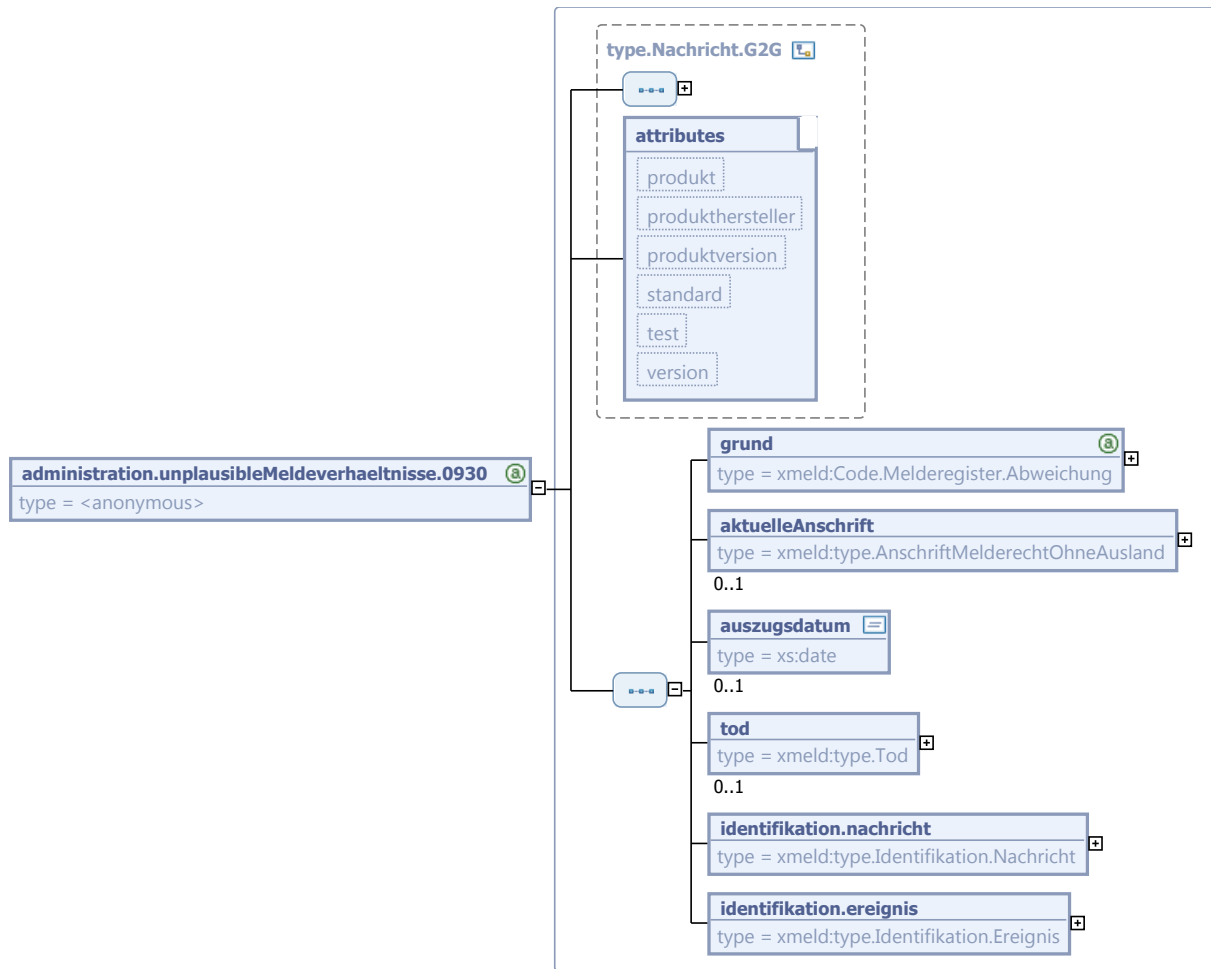 type.Nachricht.G2G
attributes
produkt
produkthersteller
produktversion
standard
test
version
administration.unplausibleMeldeverhaeltnisse.0930
type = <anonymous>
grund
type = xmeld:Code.Melderegister.Abweichung
aktuelleAnschrift
type = xmeld:type.AnschriftMelderechtOhneAusland
0..1
auszugsdatum
type = xs:date
0..1
tod
type = xmeld:type.Tod
0..1
identifikation.nachricht
type = xmeld:type.Identifikation.Nachricht
identifikation.ereignis
type = xmeld:type.Identifikation.Ereignis